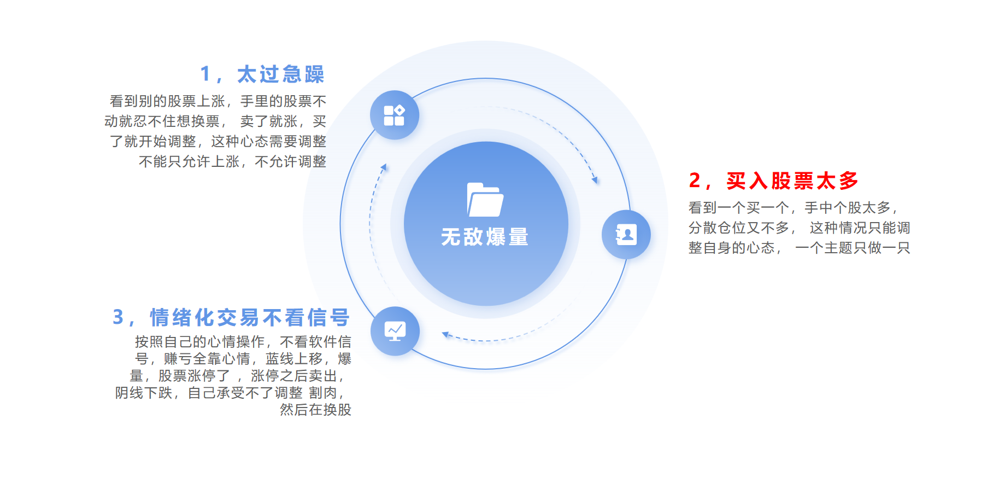 1，太过急躁
看到别的股票上涨，手里的股票不
动就忍不住想换票， 卖了就涨，买
了就开始调整，这种心态需要调整
不能只允许上涨，不允许调整
2，买入股票太多
看到一个买一个，手中个股太多，
分散仓位又不多， 这种情况只能调
整自身的心态， 一个主题只做一只
无敌爆量
3，情绪化交易不看信号
按照自己的心情操作，不看软件信
号，赚亏全靠心情，蓝线上移，爆
量，股票涨停了 ，涨停之后卖出，
阴线下跌，自己承受不了调整 割肉，
然后在换股